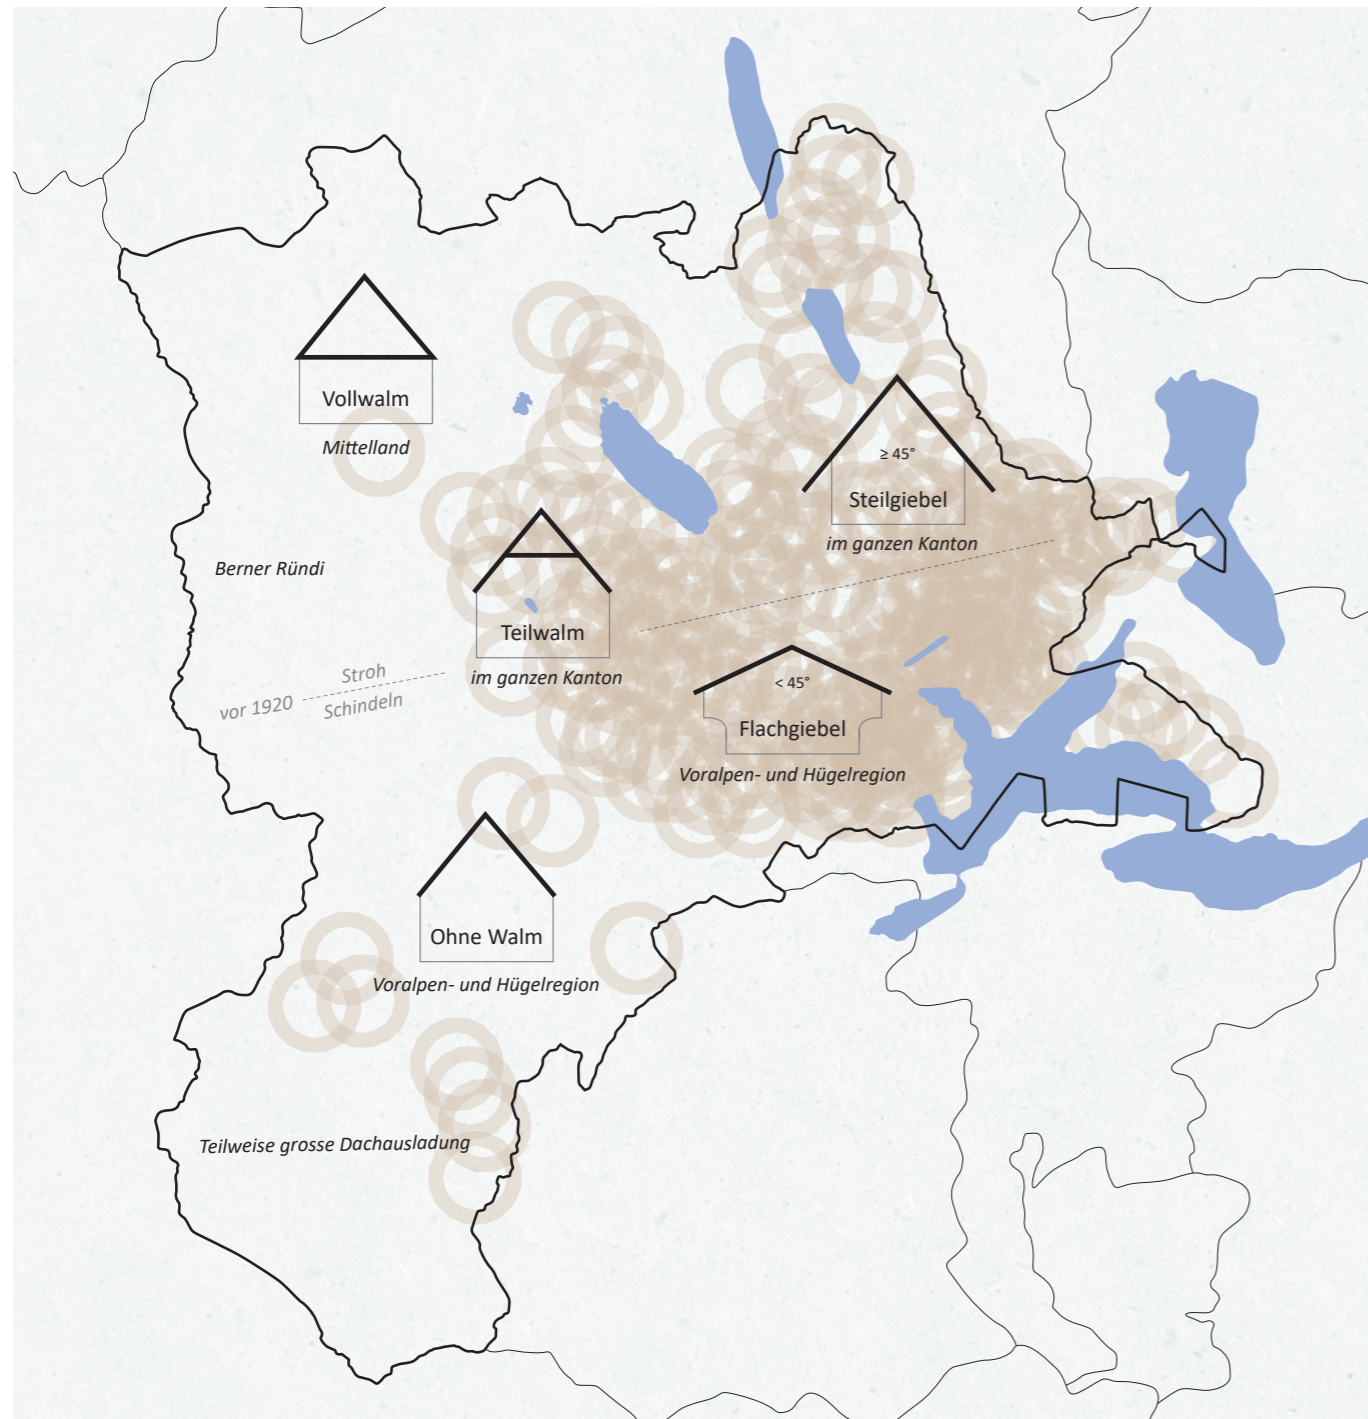 Vollwalm
Mittelland
≥ 45°
Steilgiebel
im ganzen Kanton
Berner Ründi
Teilwalm
im ganzen Kanton
Stroh
vor 1920
Schindeln
< 45°
Flachgiebel
Voralpen- und Hügelregion
Ohne Walm
Voralpen- und Hügelregion
Teilweise grosse Dachausladung